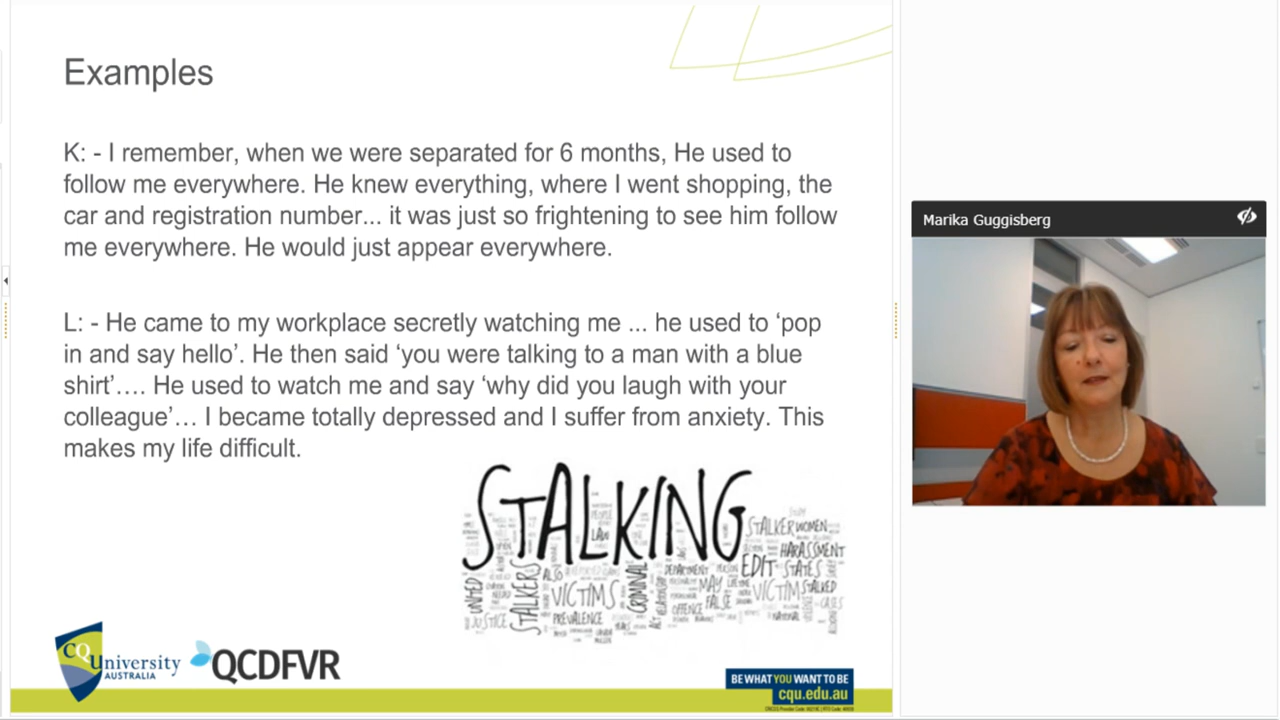 Examples
K: - I remember, when we were separated for 6 months, He used to
follow me everywhere. He knew everything, where I went shopping, the
car and registration number... it was just so frightening to see him follow
me everywhere. He would just appear everywhere.
L: - He came to my workplace secretly watching me ... he used to ‘pop
in and say hello’. He then said ‘you were talking to a man with a blue
shirt’.... He used to watch me and say ‘why did you laugh with your
colleague’... I became totally depressed and I suffer from anxiety. This
makes my life difficult.
STALKING
LAW
STALKER WOMEN
HARASSMENT
EDIT STATES
UNITED
STALKERS
ALSO
VICTIMS
CRIMINAL
DEPARTMENT
MAY
FALSE
VICTIMS STALKED
OFFENCE
CASES
JUSTICE
PREVALENCE
ACT
NATIONAL
CQUniversity
AUSTRALIA
QCDFVR
BE WHAT YOU WANT TO BE
cqu.edu.au
Marika Guggisberg